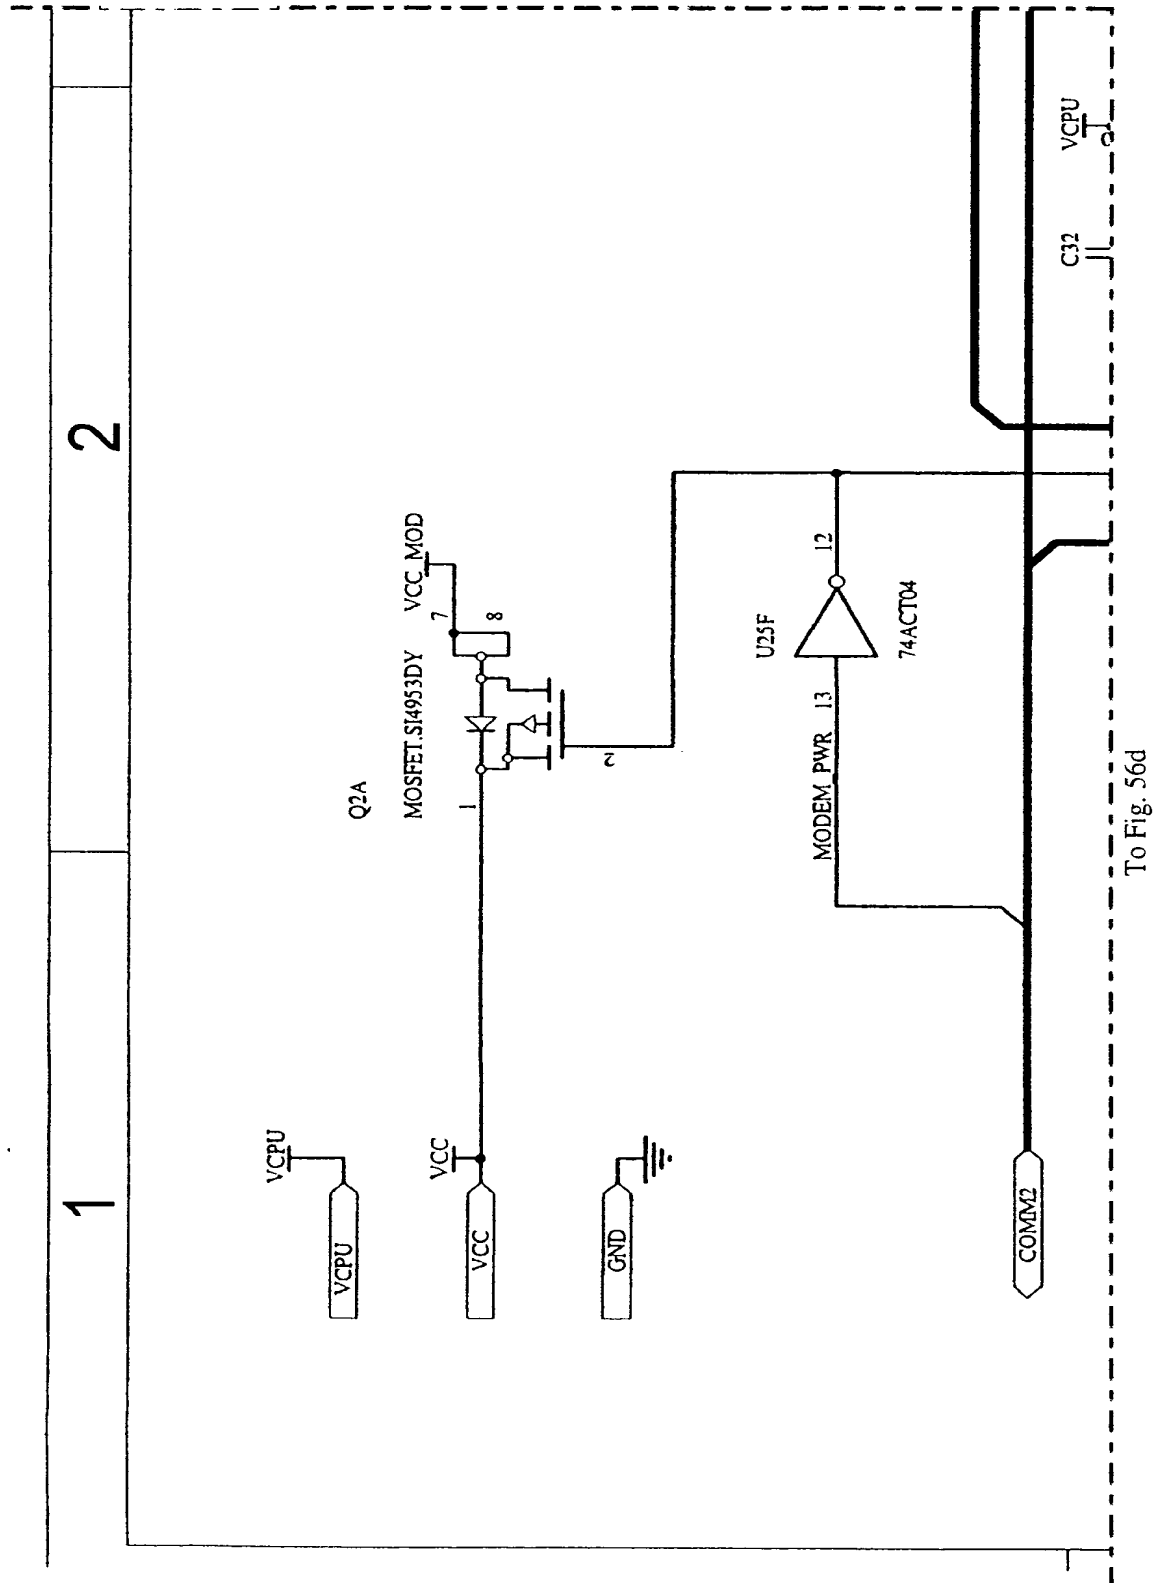 1
2
VCPU
VCPU
VCC
VCC
GND
Q2A
MOSFET.SI4953DY
1
7
8
VCC_MOD
2
U25F
MODEM_PWR
13
12
74ACT04
COMM2
C32
VCPU
To Fig. 56d